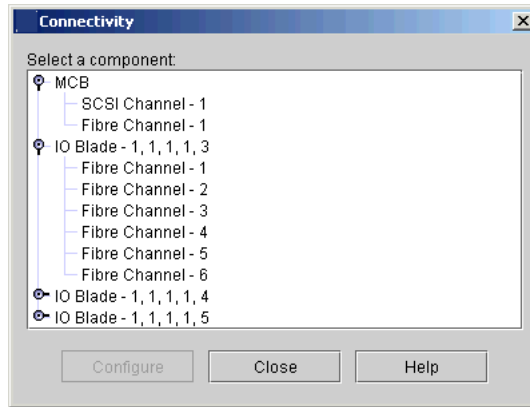 Connectivity
Select a component:
MCB
SCSI Channel - 1
Fibre Channel - 1
IO Blade - 1, 1, 1, 1, 3
Fibre Channel - 1
Fibre Channel - 2
Fibre Channel - 3
Fibre Channel - 4
Fibre Channel - 5
Fibre Channel - 6
IO Blade - 1, 1, 1, 1, 4
IO Blade - 1, 1, 1, 1, 5
Configure Close Help